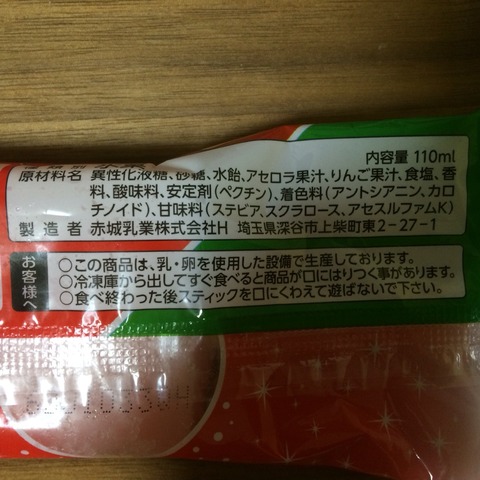 内容量 110ml
原材料名 異性化液糖、砂糖、水飴、アセロラ果汁、りんご果汁、食塩、香
料、酸味料、安定剤(ペクチン)、着色料(アントシアニン、カロ
チノイド)、甘味料(ステビア、スクラロース、アセスルファムK)
製造者 赤城乳業株式会社H 埼玉県深谷市上柴町東2-27-1
お客様へ
○この商品は、乳・卵を使用した設備で生産しております。
○冷凍庫から出してすぐ食べると商品が口にはりつく事があります。
○食べ終わった後スティックを口にくわえて遊ばないで下さい。